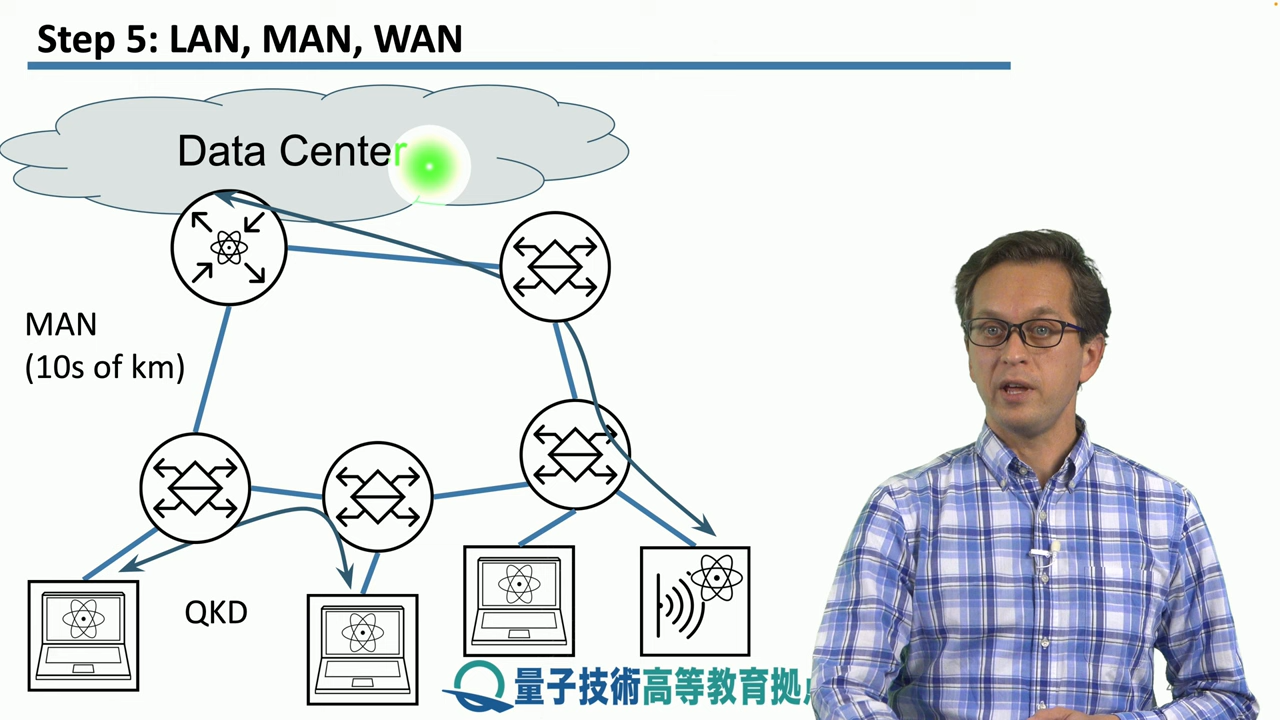 Step 5: LAN, MAN, WAN
Data Center
MAN
(10s of km)
QKD
量子技術高等教育拠